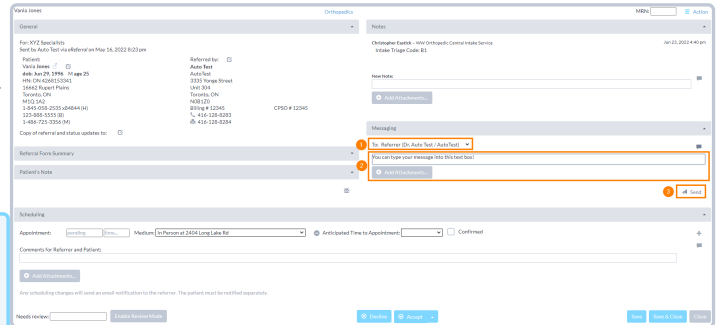 Vania Jones
Orthopedics
MRN:
Action
General
For: XYZ Specialists
Sent by Auto Test via eReferral on May 16, 2022 8:23 pm
Patient:
Vania Jones
dob: Jun 29, 1996 · M age 25
HN: ON 4268153341
16662 Rupert Plains
Toronto, ON
M1Q 1A2
1-845-058-2535 x84844 (H)
123-888-5555 (B)
1-486-725-3356 (M)
Referred by:
Auto Test
AutoTest
3335 Yonge Street
Unit 304
Toronto, ON
N0B1Z0
Billing # 12345
CPSO # 12345
416-128-8283
416-128-8284
Copy of referral and status updates to:
Referral Form Summary
Patient's Note
Notes
Christopher Eastick - WW Orthopedic Central Intake Service
Jun 23, 2022 4:40 pm
Intake Triage Code: B1
New Note:
Add Attachments...
Messaging
1
To: Referrer (Dr. Auto Test / AutoTest)
2
You can type your message into this text box!
Add Attachments...
3
Send
Scheduling
Appointment:
pending
time...
Medium:
In Person at 2404 Long Lake Rd
Anticipated Time to Appointment:
Confirmed
Comments for Referrer and Patient:
Add Attachments...
Any scheduling changes will send an email notification to the referrer. The patient must be notified separately.
Needs review:
Enable Review Mode
Decline
Accept
Save
Save & Close
Close